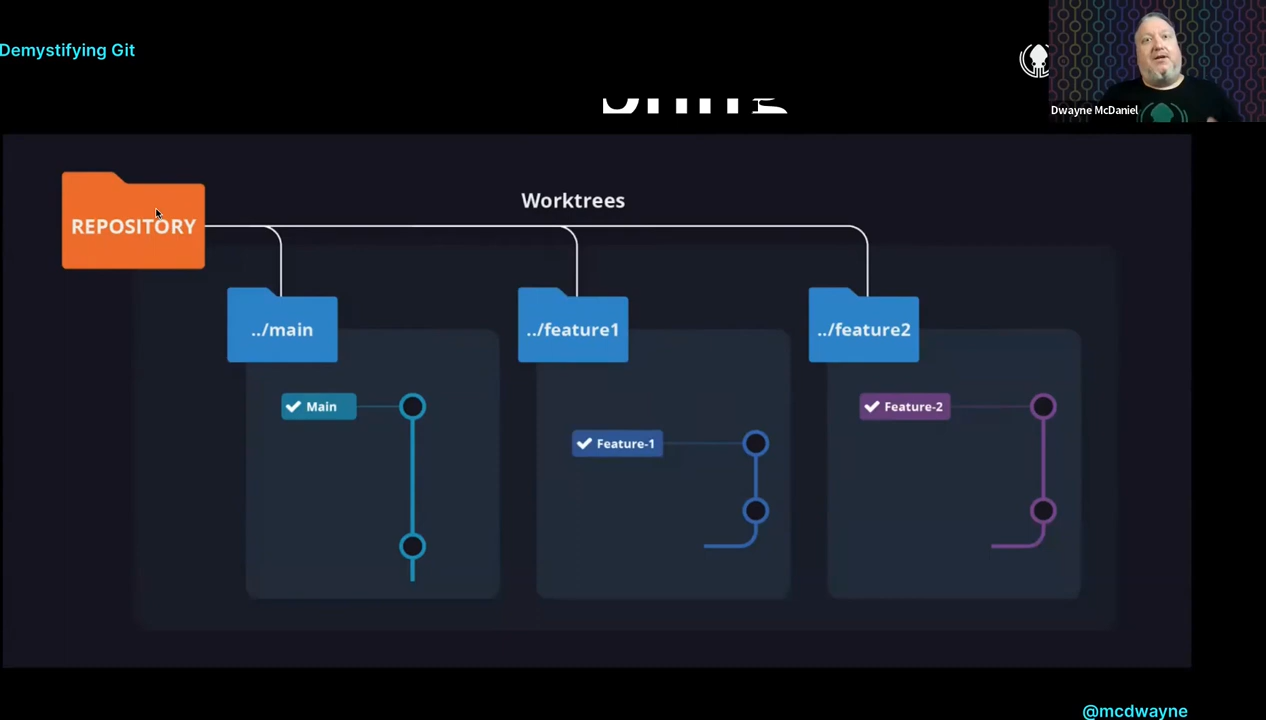 Demystifying Git
Dwayne McDaniel
REPOSITORY
Worktrees
../main
../feature1
../feature2
Main
Feature-2
Feature-1
@mcdwayne